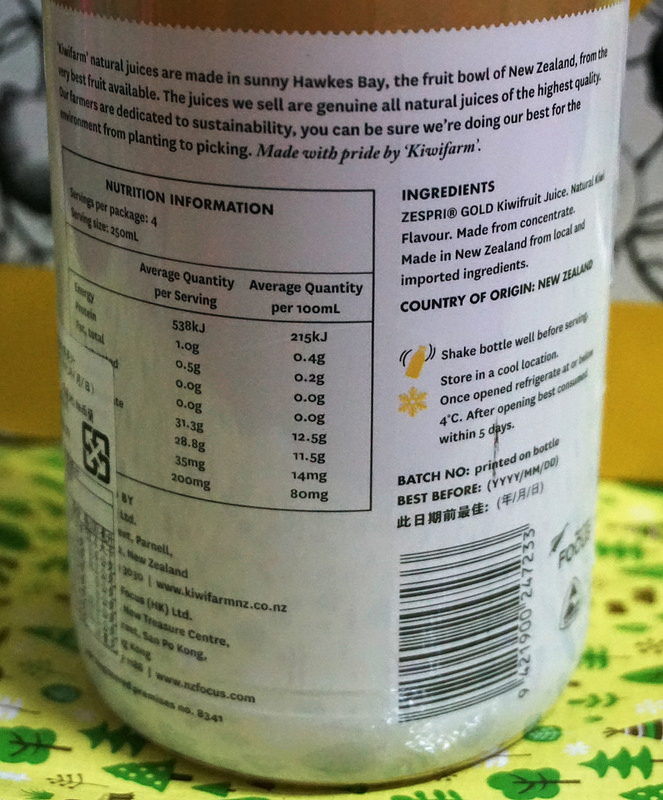 'Kiwifarm' natural juices are made in sunny Hawkes Bay, the fruit bowl of New Zealand, from the
very best fruit available. The juices we sell are genuine all natural juices of the highest quality.
Our farmers are dedicated to sustainability, you can be sure we're doing our best for the
environment from planting to picking. Made with pride by 'Kiwifarm'.
NUTRITION INFORMATION
Servings per package: 4
Serving size: 250mL
Average Quantity Average Quantity
per Serving per 100mL
Energy 538kJ 215kJ
Protein 1.0g 0.4g
Fat, total 0.5g 0.2g
0.0g 0.0g
0.0g 0.0g
31.3g 12.5g
28.8g 11.5g
35mg 14mg
200mg 80mg
BY
Ltd.
Parnell,
New Zealand
| www.kiwifarmnz.co.nz
Focus (HK) Ltd.
New Treasure Centre,
San Po Kong,
Kong
| www.nzfocus.com
premises no. 8341
INGREDIENTS
ZESPRI® GOLD Kiwifruit Juice. Natural Kiwi
Flavour. Made from concentrate.
Made in New Zealand from local and
imported ingredients.
COUNTRY OF ORIGIN: NEW ZEALAND
Shake bottle well before serving.
Store in a cool location.
Once opened refrigerate at or below
4°C. After opening best consumed
within 5 days.
BATCH NO: printed on bottle
BEST BEFORE: (YYYY/MM/DD)
此日期前最佳: (年/月/日)
9 421900 247233
FOCUS